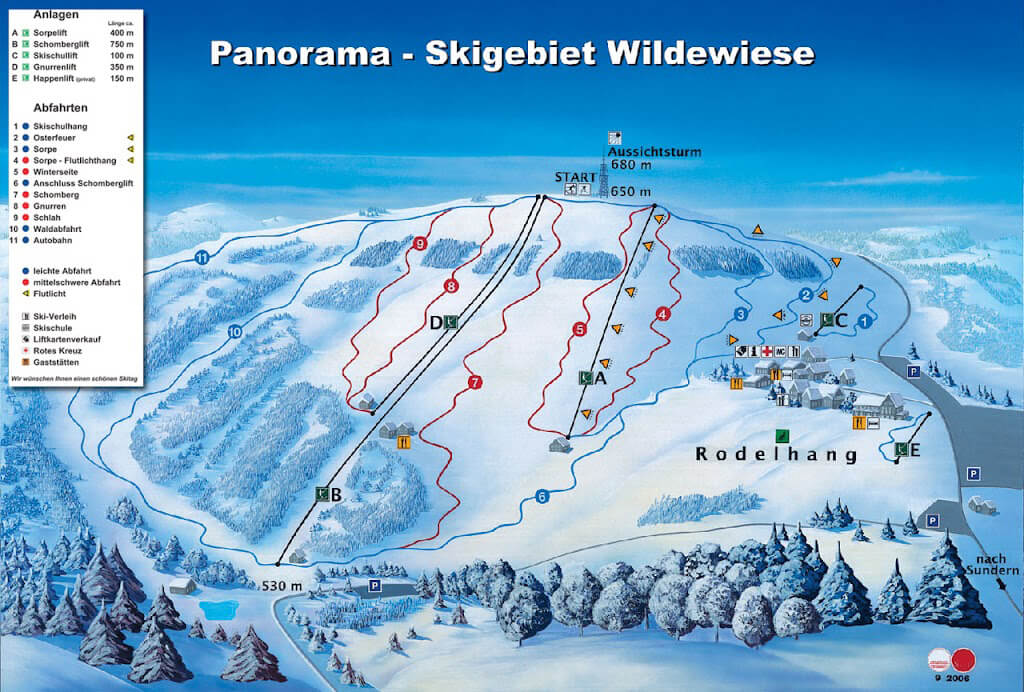 Panorama - Skigebiet Wildewiese
Anlagen
Länge ca.
A Sorpelift 400 m
B Schomberglift 750 m
C Skischullift 100 m
D Gnurrenlift 350 m
E Happenlift (privat) 150 m
Abfahrten
1 Skischulhang
2 Osterfeuer
3 Sorpe
4 Sorpe - Flutlichthang
5 Winterseite
6 Anschluss Schomberglift
7 Schomberg
8 Gnurren
9 Schlah
10 Waldabfahrt
11 Autobahn
leichte Abfahrt
mittelschwere Abfahrt
Flutlicht
Ski-Verleih
Skischule
Liftkartenverkauf
Rotes Kreuz
Gaststätten
Wir wünschen Ihnen einen schönen Skitag
Aussichtsturm
680 m
START
650 m
11
9
8
10
D
7
5
4
3
2
C
1
WC
A
P
B
6
Rodelhang
E
P
P
530 m
P
nach
Sundern
9 2006